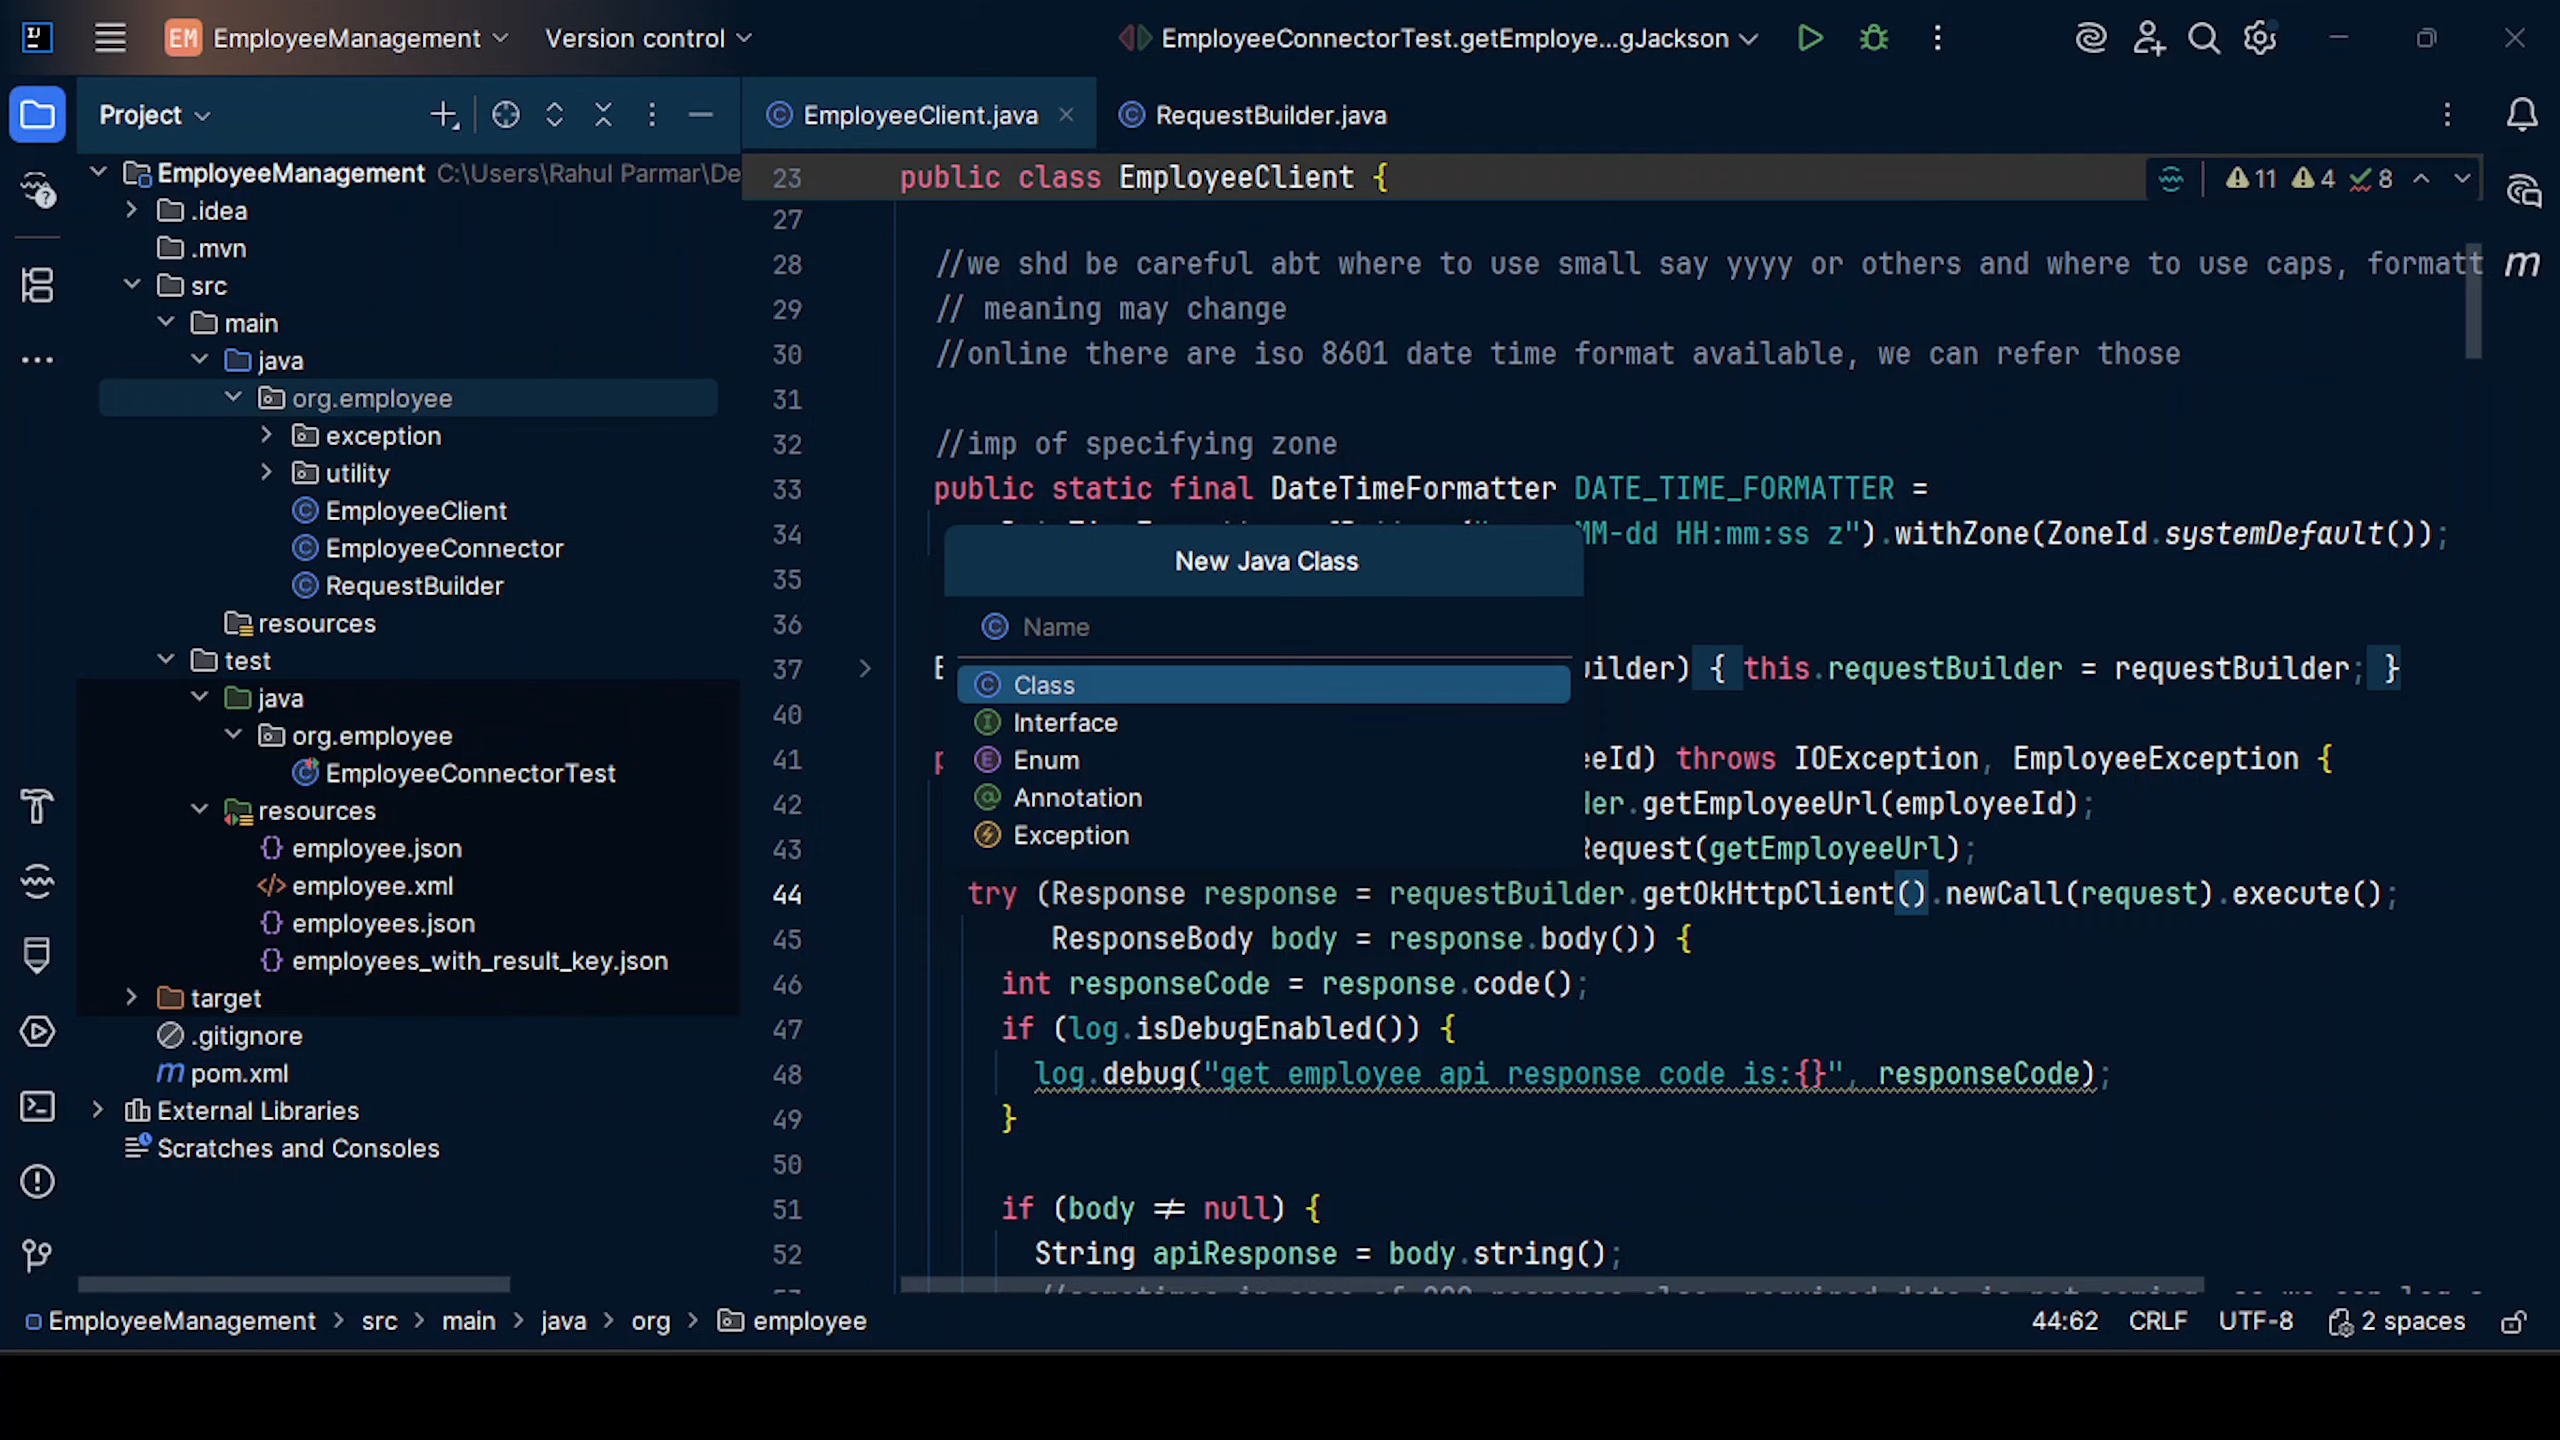 EM EmployeeManagement Version control EmployeeConnectorTest.getEmploye...gJackson
Project
EmployeeManagement C:\Users\Rahul Parmar\De
.idea
.mvn
src
main
java
org.employee
exception
utility
EmployeeClient
EmployeeConnector
RequestBuilder
resources
test
java
org.employee
EmployeeConnectorTest
resources
employee.json
employee.xml
employees.json
employees_with_result_key.json
target
.gitignore
pom.xml
External Libraries
Scratches and Consoles
EmployeeClient.java RequestBuilder.java
23 public class EmployeeClient { 11 4 8
27
28 //we shd be careful abt where to use small say yyyy or others and where to use caps, formatt
29 // meaning may change
30 //online there are iso 8601 date time format available, we can refer those
31
32 //imp of specifying zone
33 public static final DateTimeFormatter DATE_TIME_FORMATTER =
34 MM-dd HH:mm:ss z").withZone(ZoneId.systemDefault());
35
36
37 uilder) { this.requestBuilder = requestBuilder; }
40
41 eeId) throws IOException, EmployeeException {
42 der.getEmployeeUrl(employeeId);
43 Request(getEmployeeUrl);
44 try (Response response = requestBuilder.getOkHttpClient().newCall(request).execute();
45 ResponseBody body = response.body()) {
46 int responseCode = response.code();
47 if (log.isDebugEnabled()) {
48 log.debug("get employee api response code is:{}", responseCode);
49 }
50
51 if (body ≠ null) {
52 String apiResponse = body.string();
New Java Class
Name
Class
Interface
Enum
Annotation
Exception
EmployeeManagement > src > main > java > org > employee 44:62 CRLF UTF-8 2 spaces